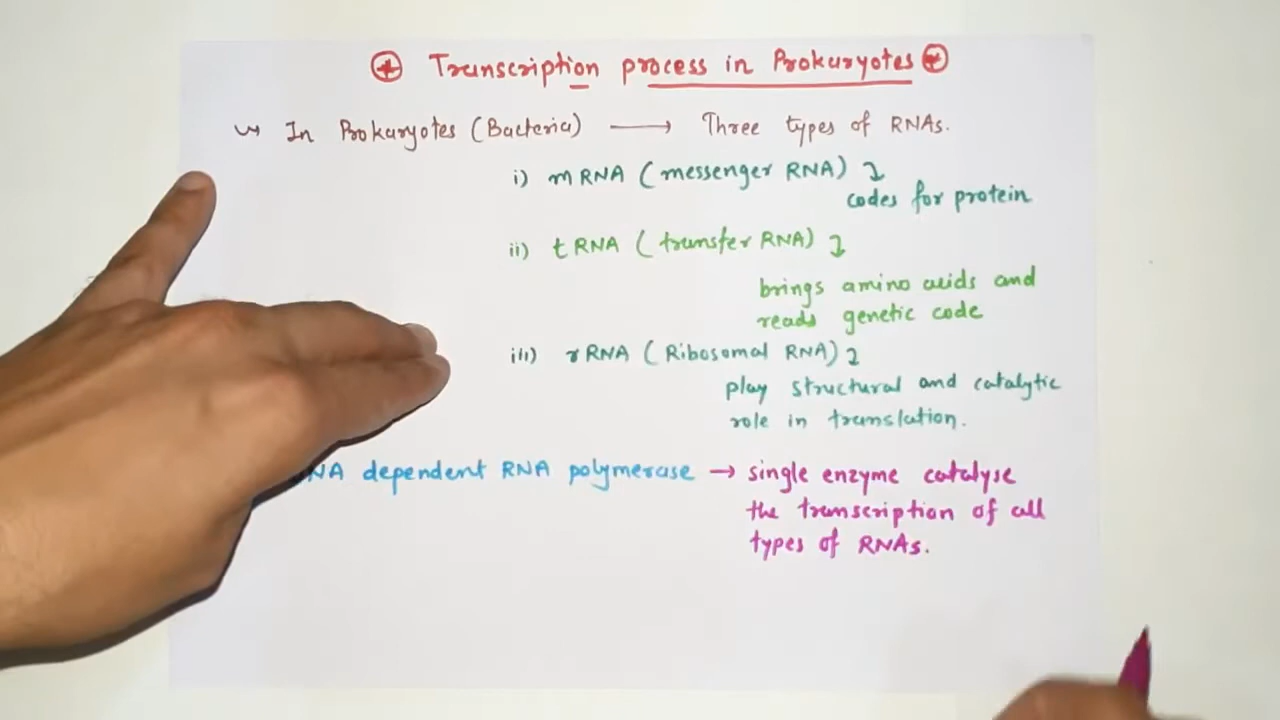 Transcription process in Prokaryotes
In Prokaryotes (Bacteria) → Three types of RNAs.
i) mRNA (messenger RNA)
codes for protein
ii) tRNA (transfer RNA)
brings amino acids and
reads genetic code
iii) rRNA (Ribosomal RNA)
play structural and catalytic
role in translation.
NA dependent RNA polymerase → single enzyme catalyse
the transcription of all
types of RNAs.